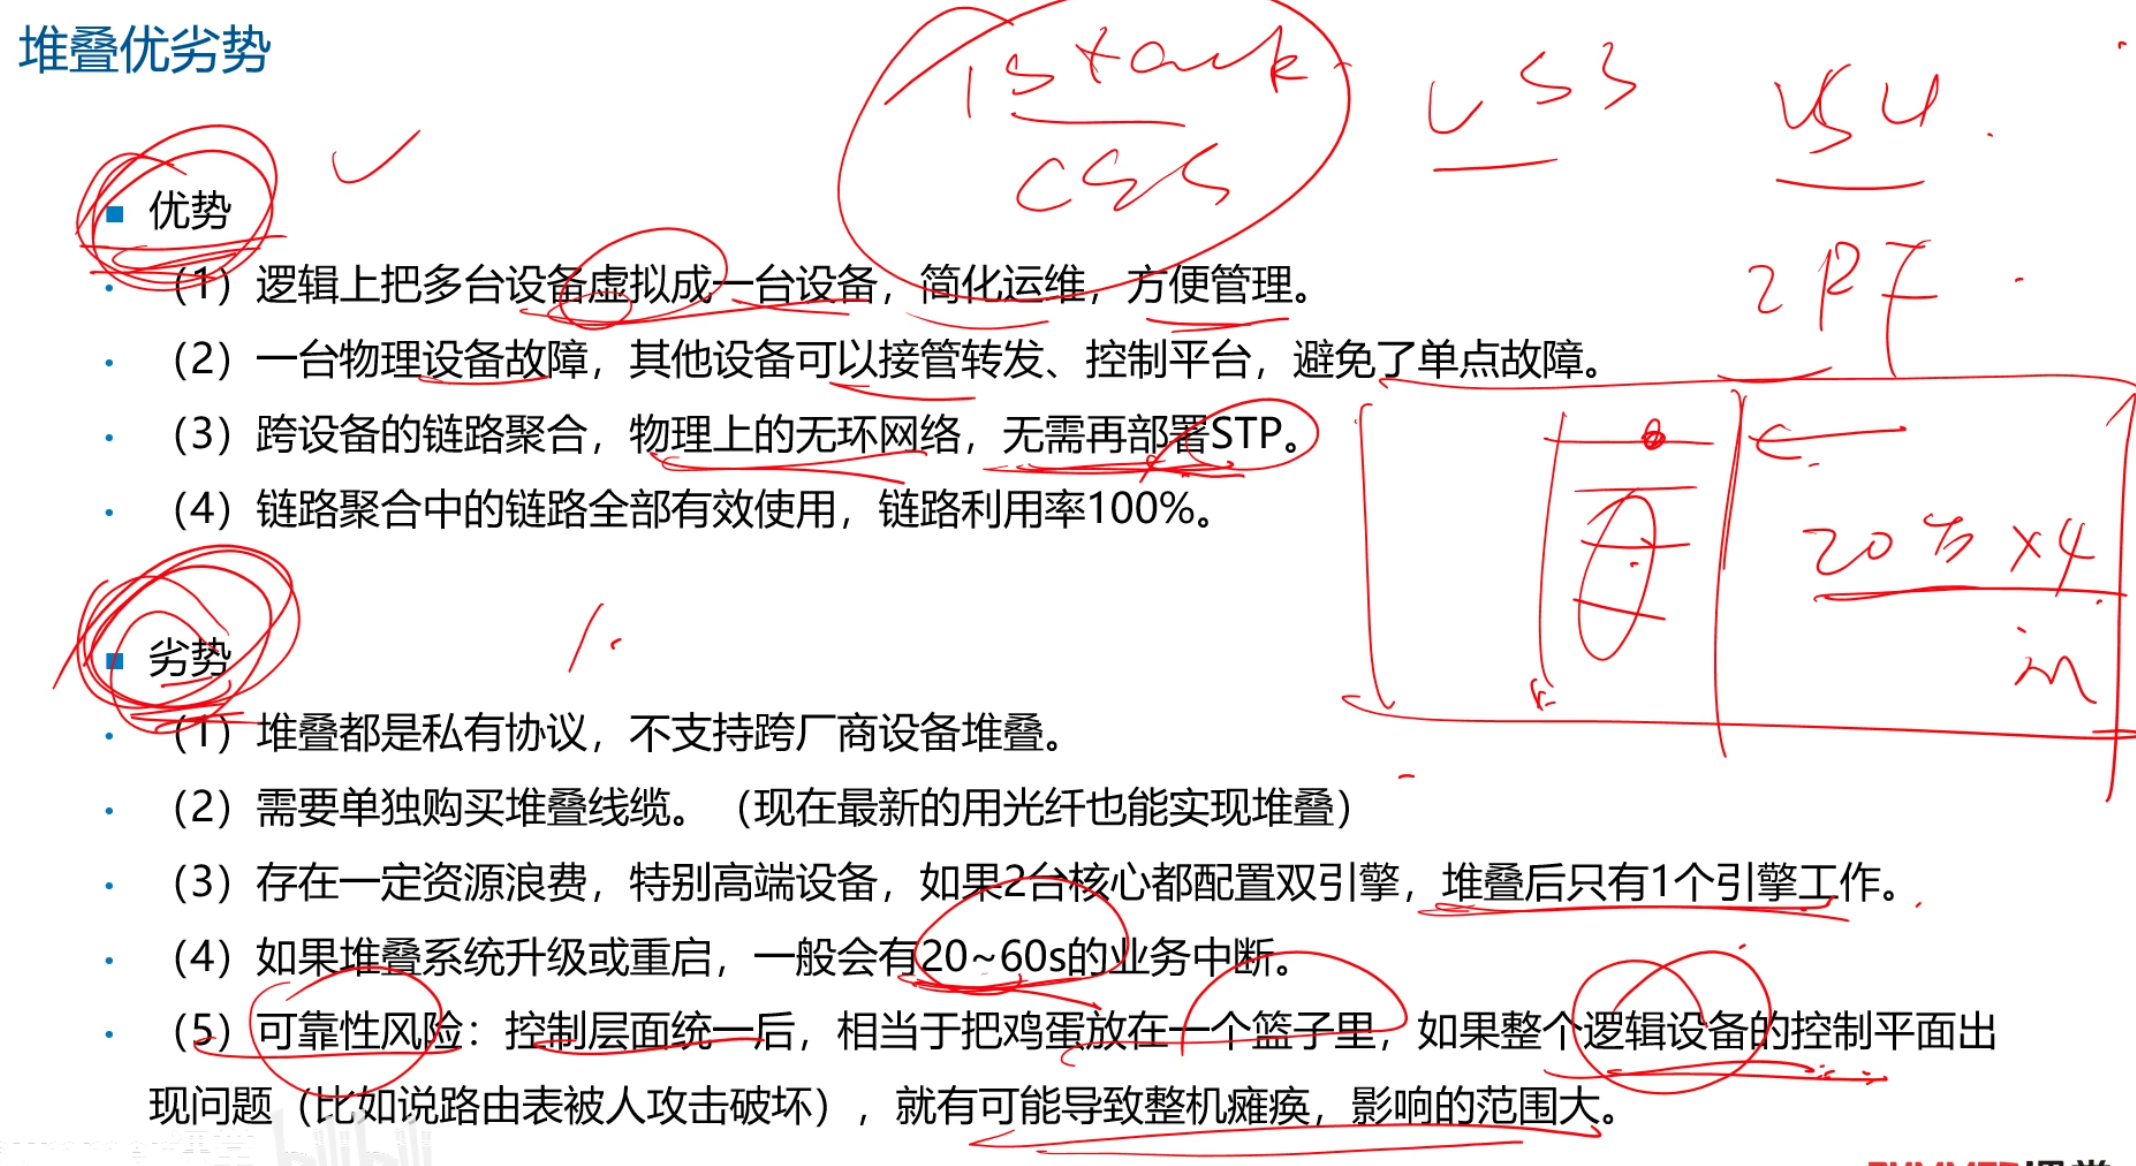 堆叠优劣势
istack
CSS
VSS
VSU
优势
（1）逻辑上把多台设备虚拟成一台设备，简化运维，方便管理。
2RF
（2）一台物理设备故障，其他设备可以接管转发、控制平台，避免了单点故障。
（3）跨设备的链路聚合，物理上的无环网络，无需再部署STP。
（4）链路聚合中的链路全部有效使用，链路利用率100%。
20万 ×4
劣势
（1）堆叠都是私有协议，不支持跨厂商设备堆叠。
（2）需要单独购买堆叠线缆。（现在最新的用光纤也能实现堆叠）
（3）存在一定资源浪费，特别高端设备，如果2台核心都配置双引擎，堆叠后只有1个引擎工作。
（4）如果堆叠系统升级或重启，一般会有20~60s的业务中断。
（5）可靠性风险：控制层面统一后，相当于把鸡蛋放在一个篮子里，如果整个逻辑设备的控制平面出
现问题（比如说路由表被人攻击破坏），就有可能导致整机瘫痪，影响的范围大。